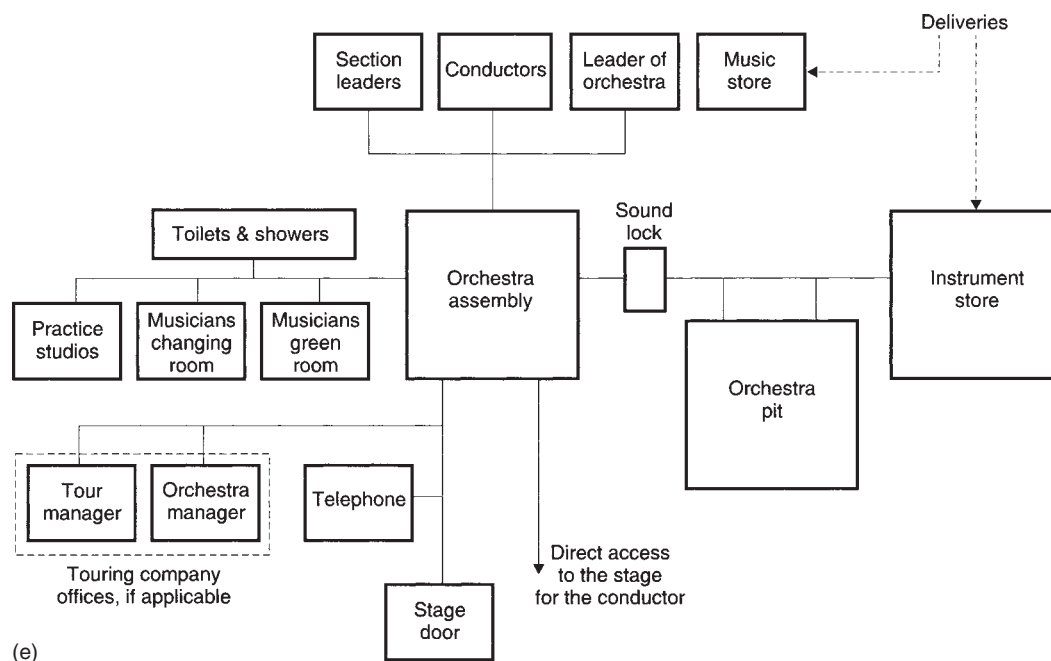 Deliveries
Section
leaders
Conductors
Leader of
orchestra
Music
store
Toilets & showers
Sound
lock
Orchestra
assembly
Instrument
store
Practice
studios
Musicians
changing
room
Musicians
green
room
Orchestra
pit
Tour
manager
Orchestra
manager
Telephone
Touring company
offices, if applicable
Direct access
to the stage
for the conductor
Stage
door
(e)